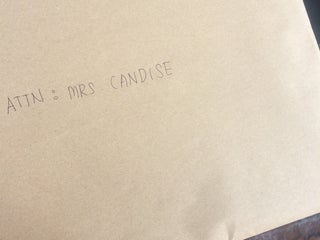 ATTN : MRS CANDISE